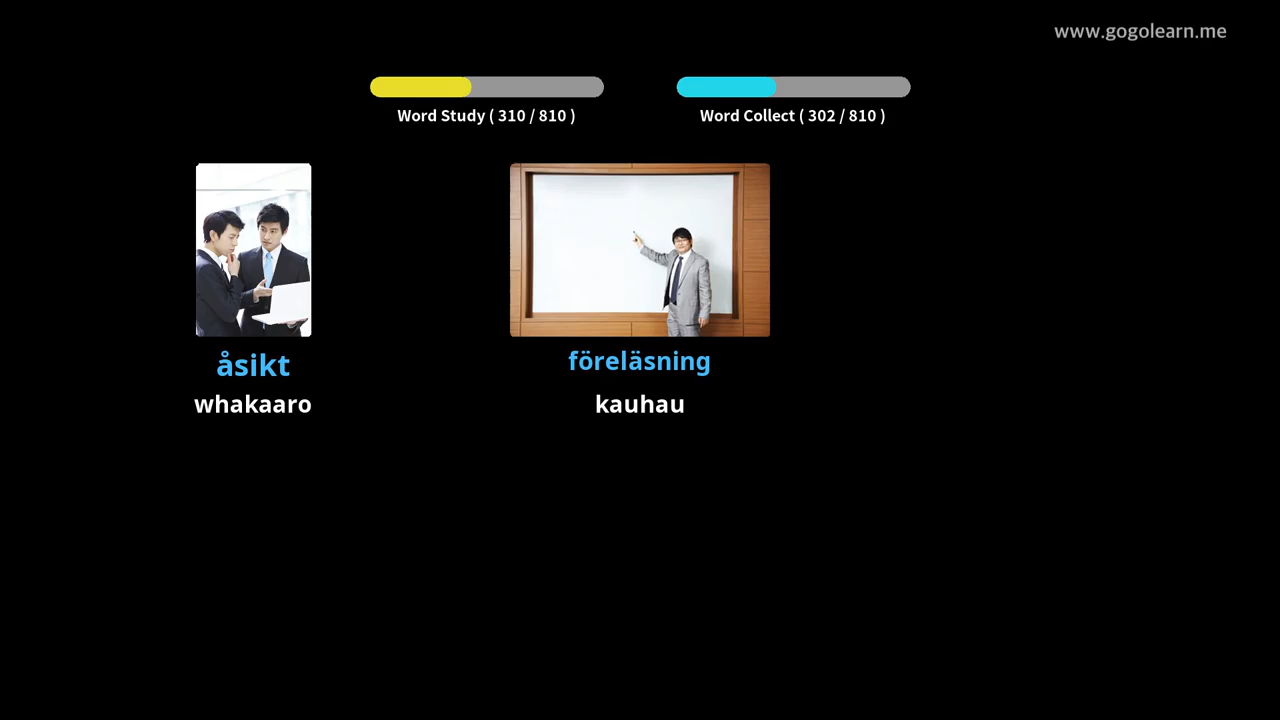 www.gogolearn.me
Word Study ( 310 / 810 )
Word Collect ( 302 / 810 )
åsikt
whakaaro
föreläsning
kauhau